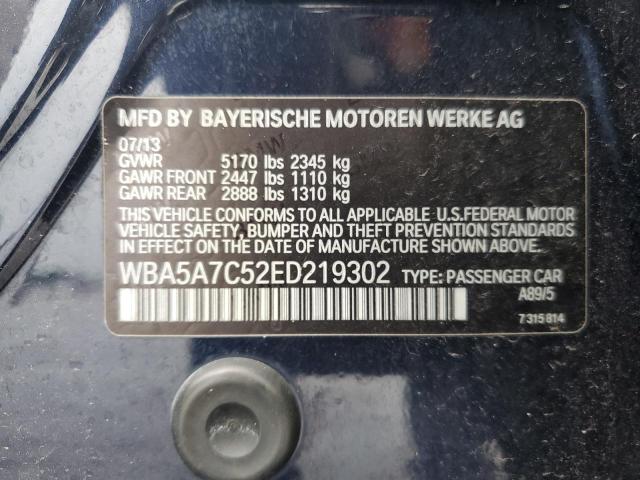 MFD BY BAYERISCHE MOTOREN WERKE AG
07/13
GVWR 5170 lbs 2345 kg
GAWR FRONT 2447 lbs 1110 kg
GAWR REAR 2888 lbs 1310 kg
THIS VEHICLE CONFORMS TO ALL APPLICABLE U.S.FEDERAL MOTOR
VEHICLE SAFETY, BUMPER AND THEFT PREVENTION STANDARDS
IN EFFECT ON THE DATE OF MANUFACTURE SHOWN ABOVE.
WBA5A7C52ED219302 TYPE: PASSENGER CAR
A89/5
7 315 814